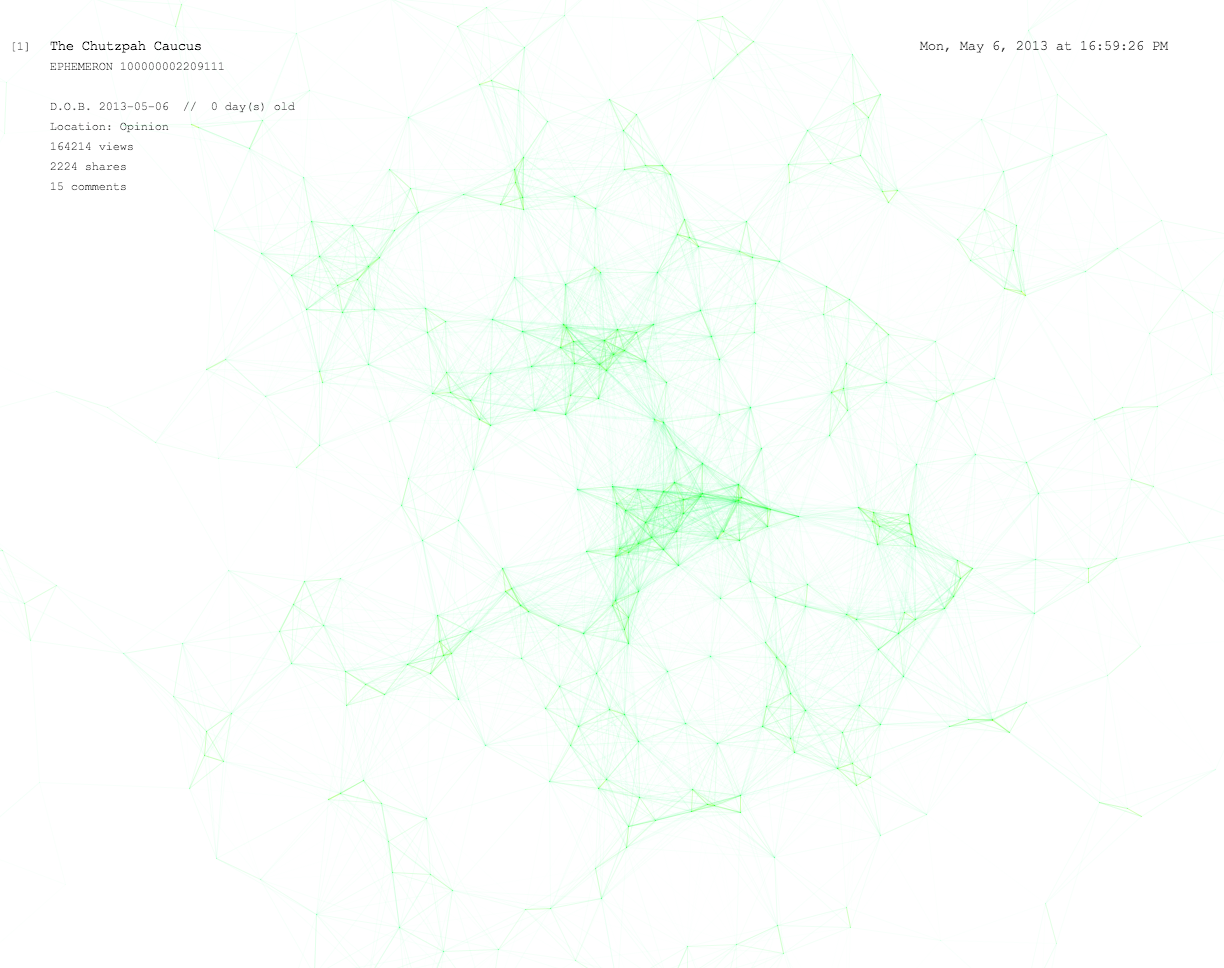 [1] The Chutzpah Caucus
Mon, May 6, 2013 at 16:59:26 PM
EPHEMERON 100000002209111
D.O.B. 2013-05-06 // 0 day(s) old
Location: Opinion
164214 views
2224 shares
15 comments